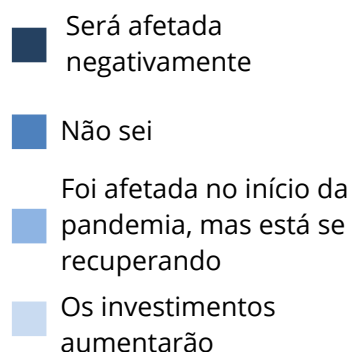 Será afetada
negativamente
Não sei
Foi afetada no início da
pandemia, mas está se
recuperando
Os investimentos
aumentarão